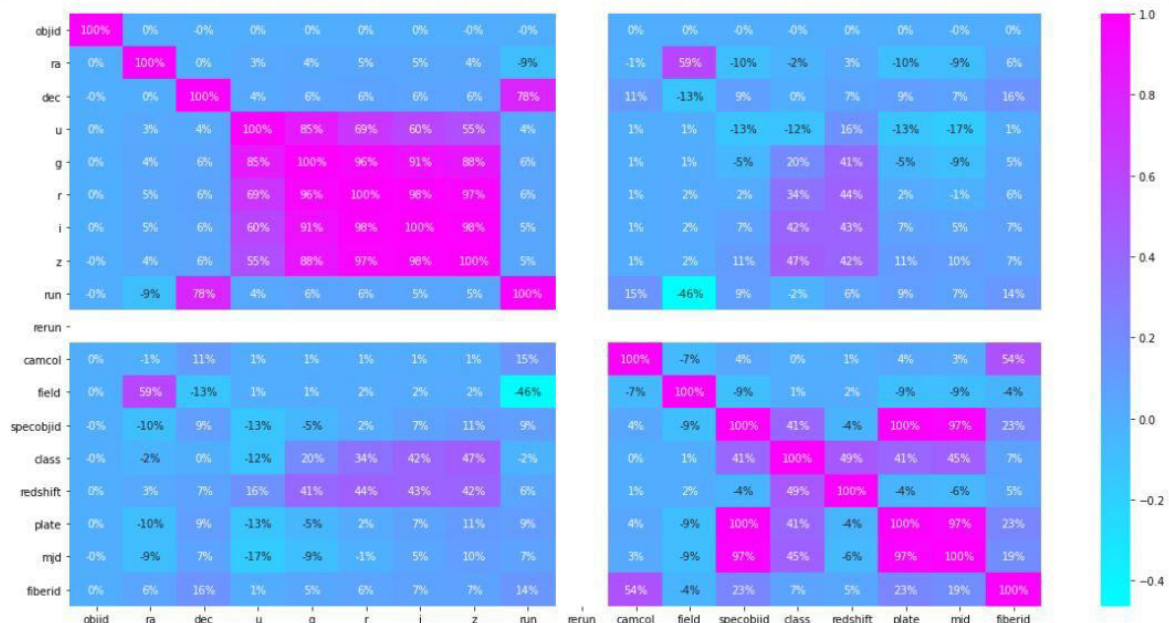 objid 100% 0% -0% 0% 0% 0% 0% -0% -0% 0% 0% -0% -0% 0% 0% -0% 0% 1.0
ra 0% 100% 0% 3% 4% 5% 5% 4% -9% -1% 59% -10% -2% 3% -10% -9% 6%
dec -0% 0% 100% 4% 6% 6% 6% 6% 78% 11% -13% 9% 0% 7% 9% 7% 16% 0.8
u 0% 3% 4% 100% 85% 69% 60% 55% 4% 1% 1% -13% -12% 16% -13% -17% 1%
g 0% 4% 6% 85% 100% 96% 91% 88% 6% 1% 1% -5% 20% 41% -5% -9% 5% 0.6
r 0% 5% 6% 69% 96% 100% 98% 97% 6% 1% 2% 2% 34% 44% 2% -1% 6%
i 0% 5% 6% 60% 91% 98% 100% 98% 5% 1% 2% 7% 42% 43% 7% 5% 7%
z -0% 4% 6% 55% 88% 97% 98% 100% 5% 1% 2% 11% 47% 42% 11% 10% 7% 0.4
run -0% -9% 78% 4% 6% 6% 5% 5% 100% 15% -46% 9% -2% 6% 9% 7% 14%
rerun 0.2
camcol 0% -1% 11% 1% 1% 1% 1% 1% 15% 100% -7% 4% 0% 1% 4% 3% 54%
field 0% 59% -13% 1% 1% 2% 2% 2% -46% -7% 100% -9% 1% 2% -9% -9% -4%
specobjid -0% -10% 9% -13% -5% 2% 7% 11% 9% 4% -9% 100% 41% -4% 100% 97% 23% 0.0
class -0% -2% 0% -12% 20% 34% 42% 47% -2% 0% 1% 41% 100% 49% 41% 45% 7%
redshift 0% 3% 7% 16% 41% 44% 43% 42% 6% 1% 2% -4% 49% 100% -4% -6% 5% -0.2
plate 0% -10% 9% -13% -5% 2% 7% 11% 9% 4% -9% 100% 41% -4% 100% 97% 23%
mjd -0% -9% 7% -17% -9% -1% 5% 10% 7% 3% -9% 97% 45% -6% 97% 100% 19%
fiberid 0% 6% 16% 1% 5% 6% 7% 7% 14% 54% -4% 23% 7% 5% 23% 19% 100% -0.4
objid ra dec u g r i z run rerun camcol field specobjid class redshift plate mjd fiberid